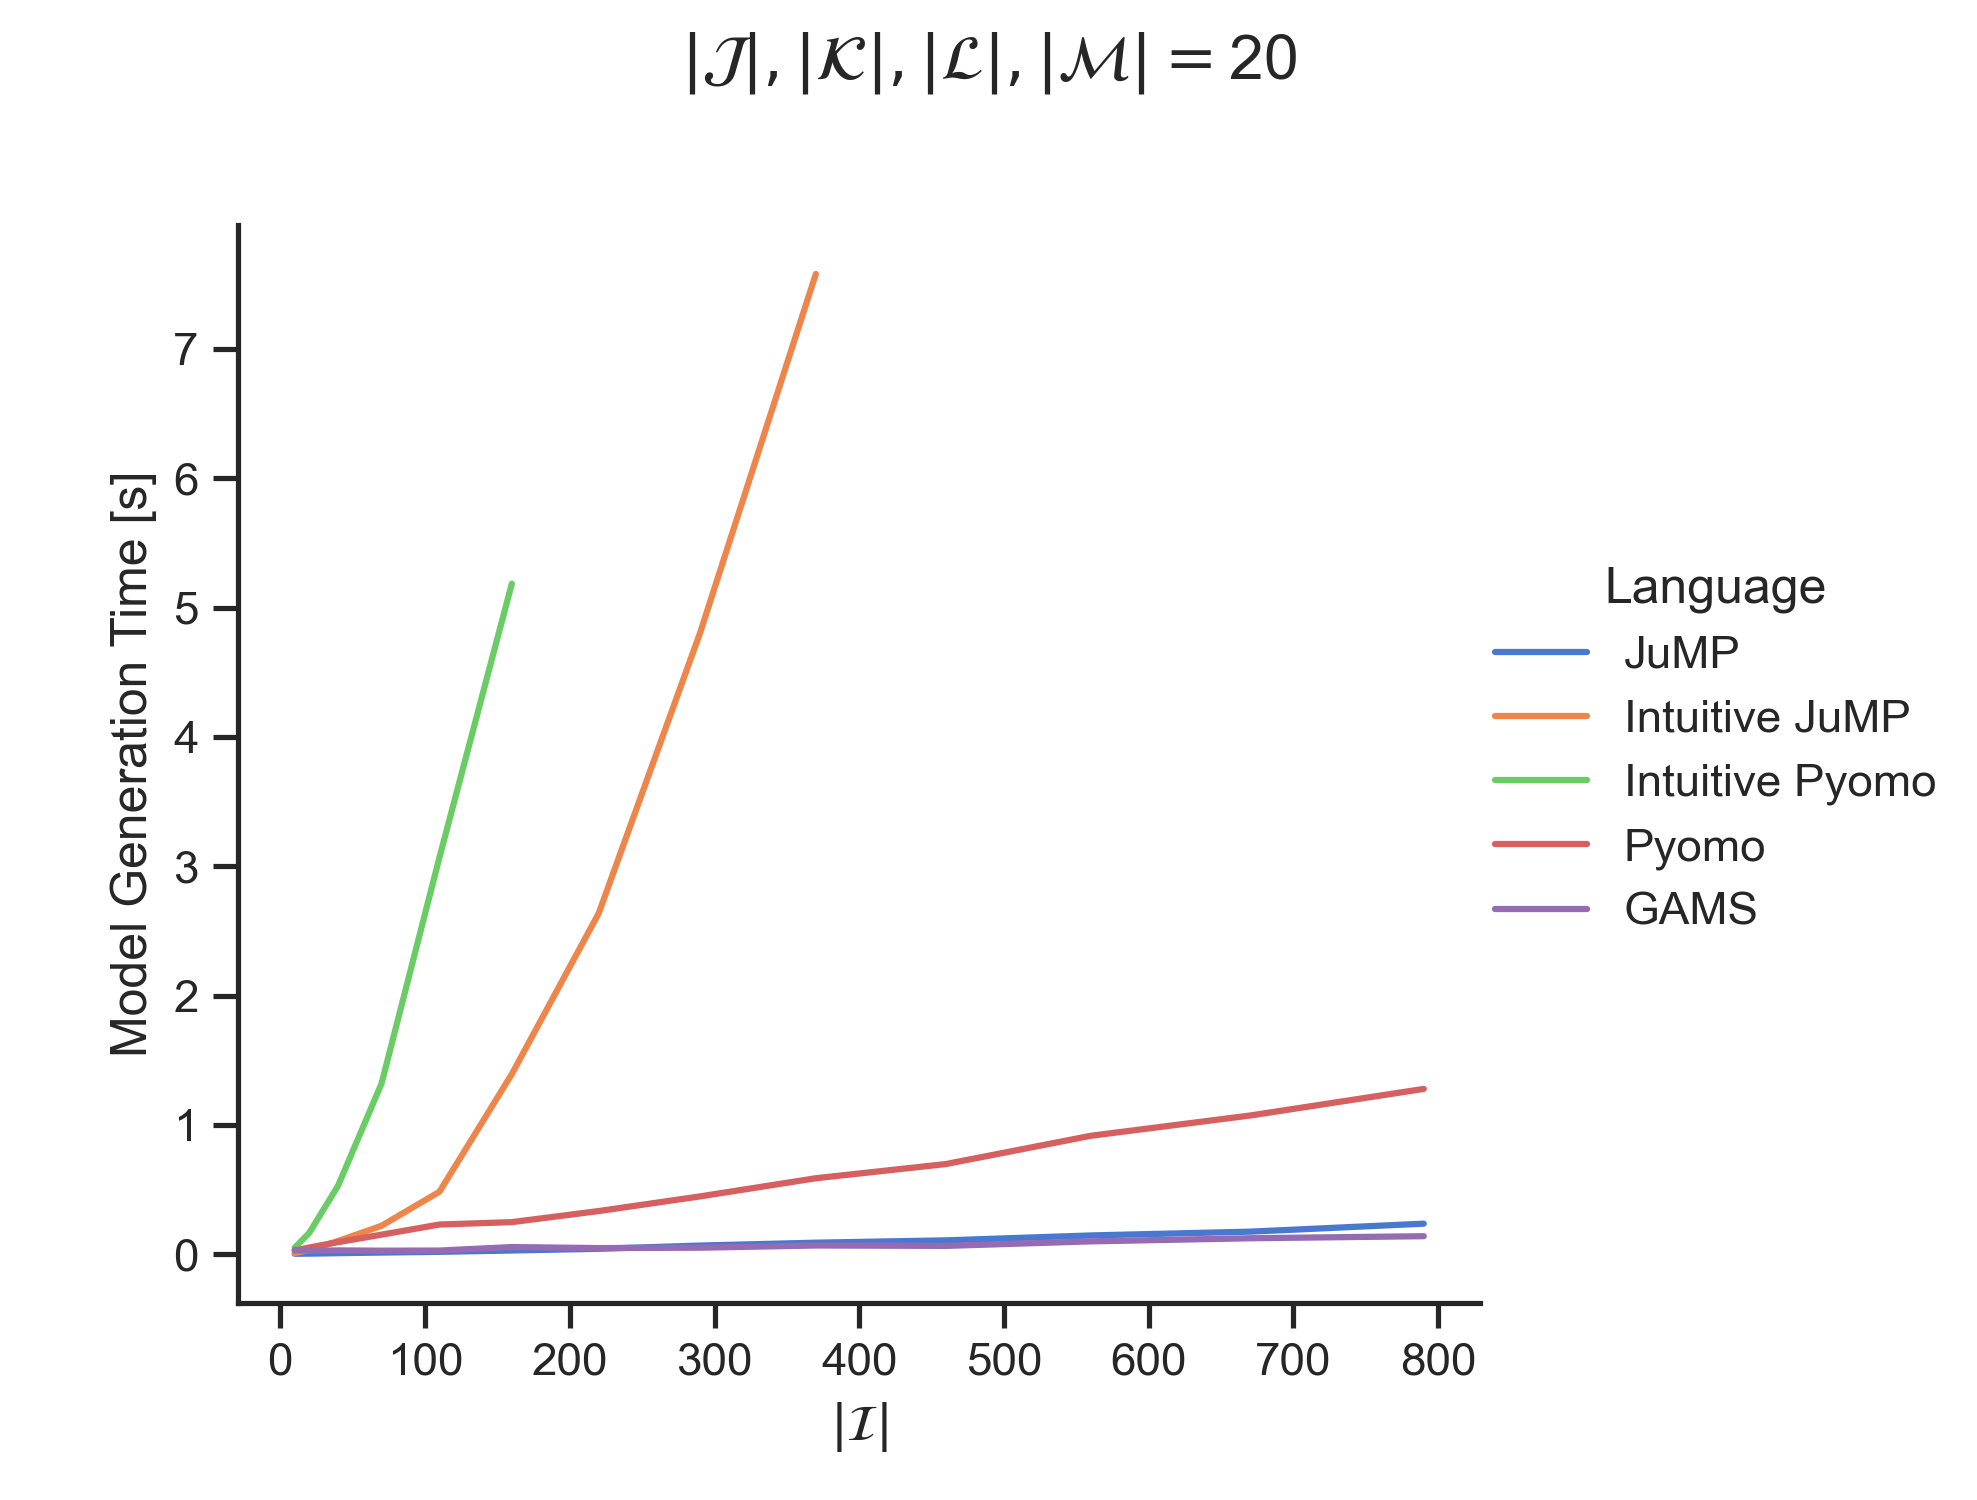 |𝒥|, |𝒦|, |ℒ|, |ℳ| = 20
Model Generation Time [s]
7
6
5
4
3
2
1
0
0 100 200 300 400 500 600 700 800
|ℐ|
Language
JuMP
Intuitive JuMP
Intuitive Pyomo
Pyomo
GAMS